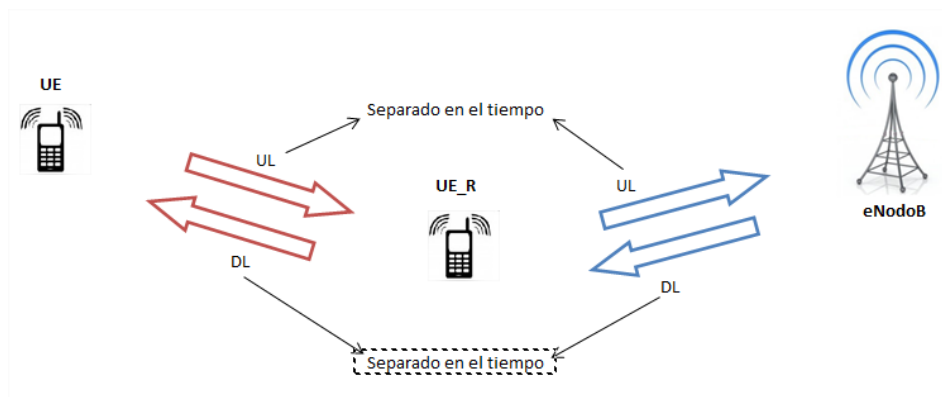 UE
Separado en el tiempo
UL
UE_R
UL
eNodoB
DL
DL
Separado en el tiempo